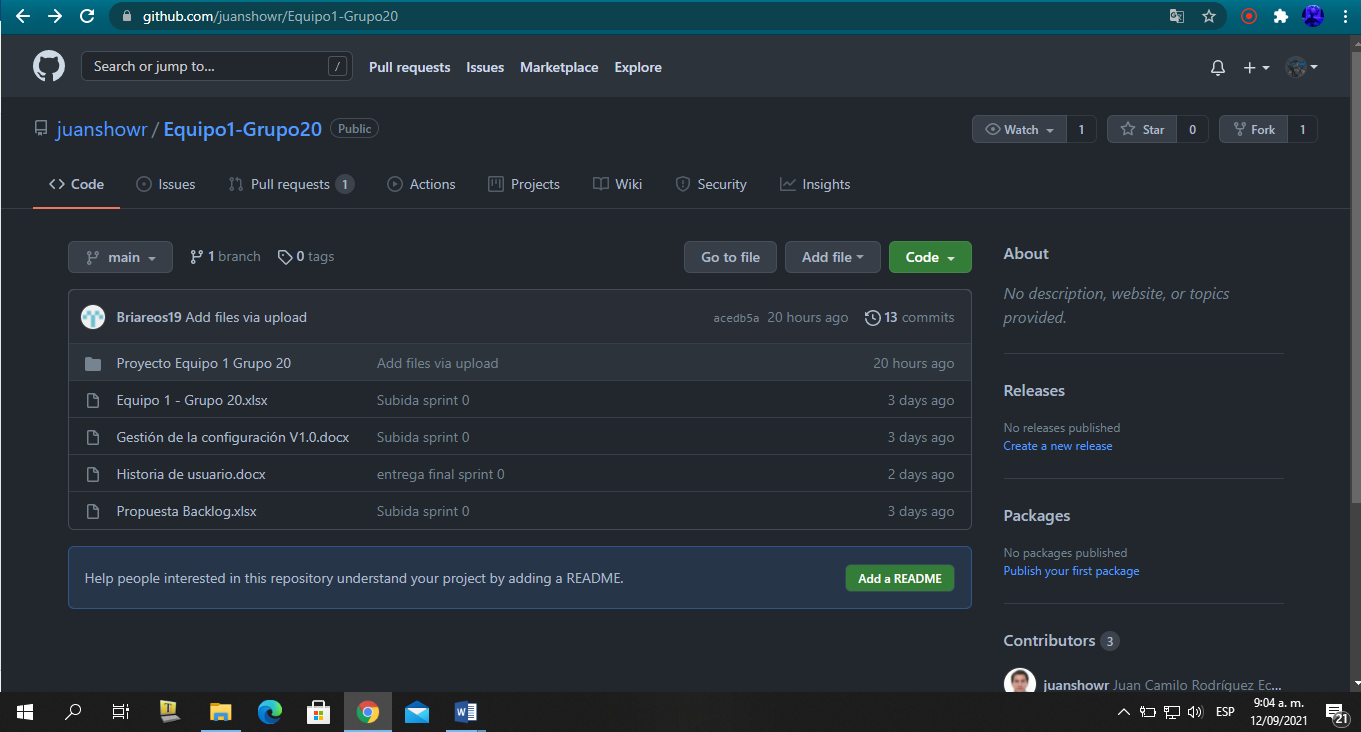 github.com/juanshowr/Equipo1-Grupo20
Search or jump to... /
Pull requests Issues Marketplace Explore
juanshowr / Equipo1-Grupo20 Public
Watch 1 Star 0 Fork 1
Code Issues Pull requests 1 Actions Projects Wiki Security Insights
main 1 branch 0 tags Go to file Add file Code
Briareos19 Add files via upload acedb5a 20 hours ago 13 commits
Proyecto Equipo 1 Grupo 20 Add files via upload 20 hours ago
Equipo 1 - Grupo 20.xlsx Subida sprint 0 3 days ago
Gestión de la configuración V1.0.docx Subida sprint 0 3 days ago
Historia de usuario.docx entrega final sprint 0 2 days ago
Propuesta Backlog.xlsx Subida sprint 0 3 days ago
Help people interested in this repository understand your project by adding a README. Add a README
About
No description, website, or topics
provided.
Releases
No releases published
Create a new release
Packages
No packages published
Publish your first package
Contributors 3
juanshowr Juan Camilo Rodríguez Ec...
ESP
9:04 a. m.
12/09/2021
21